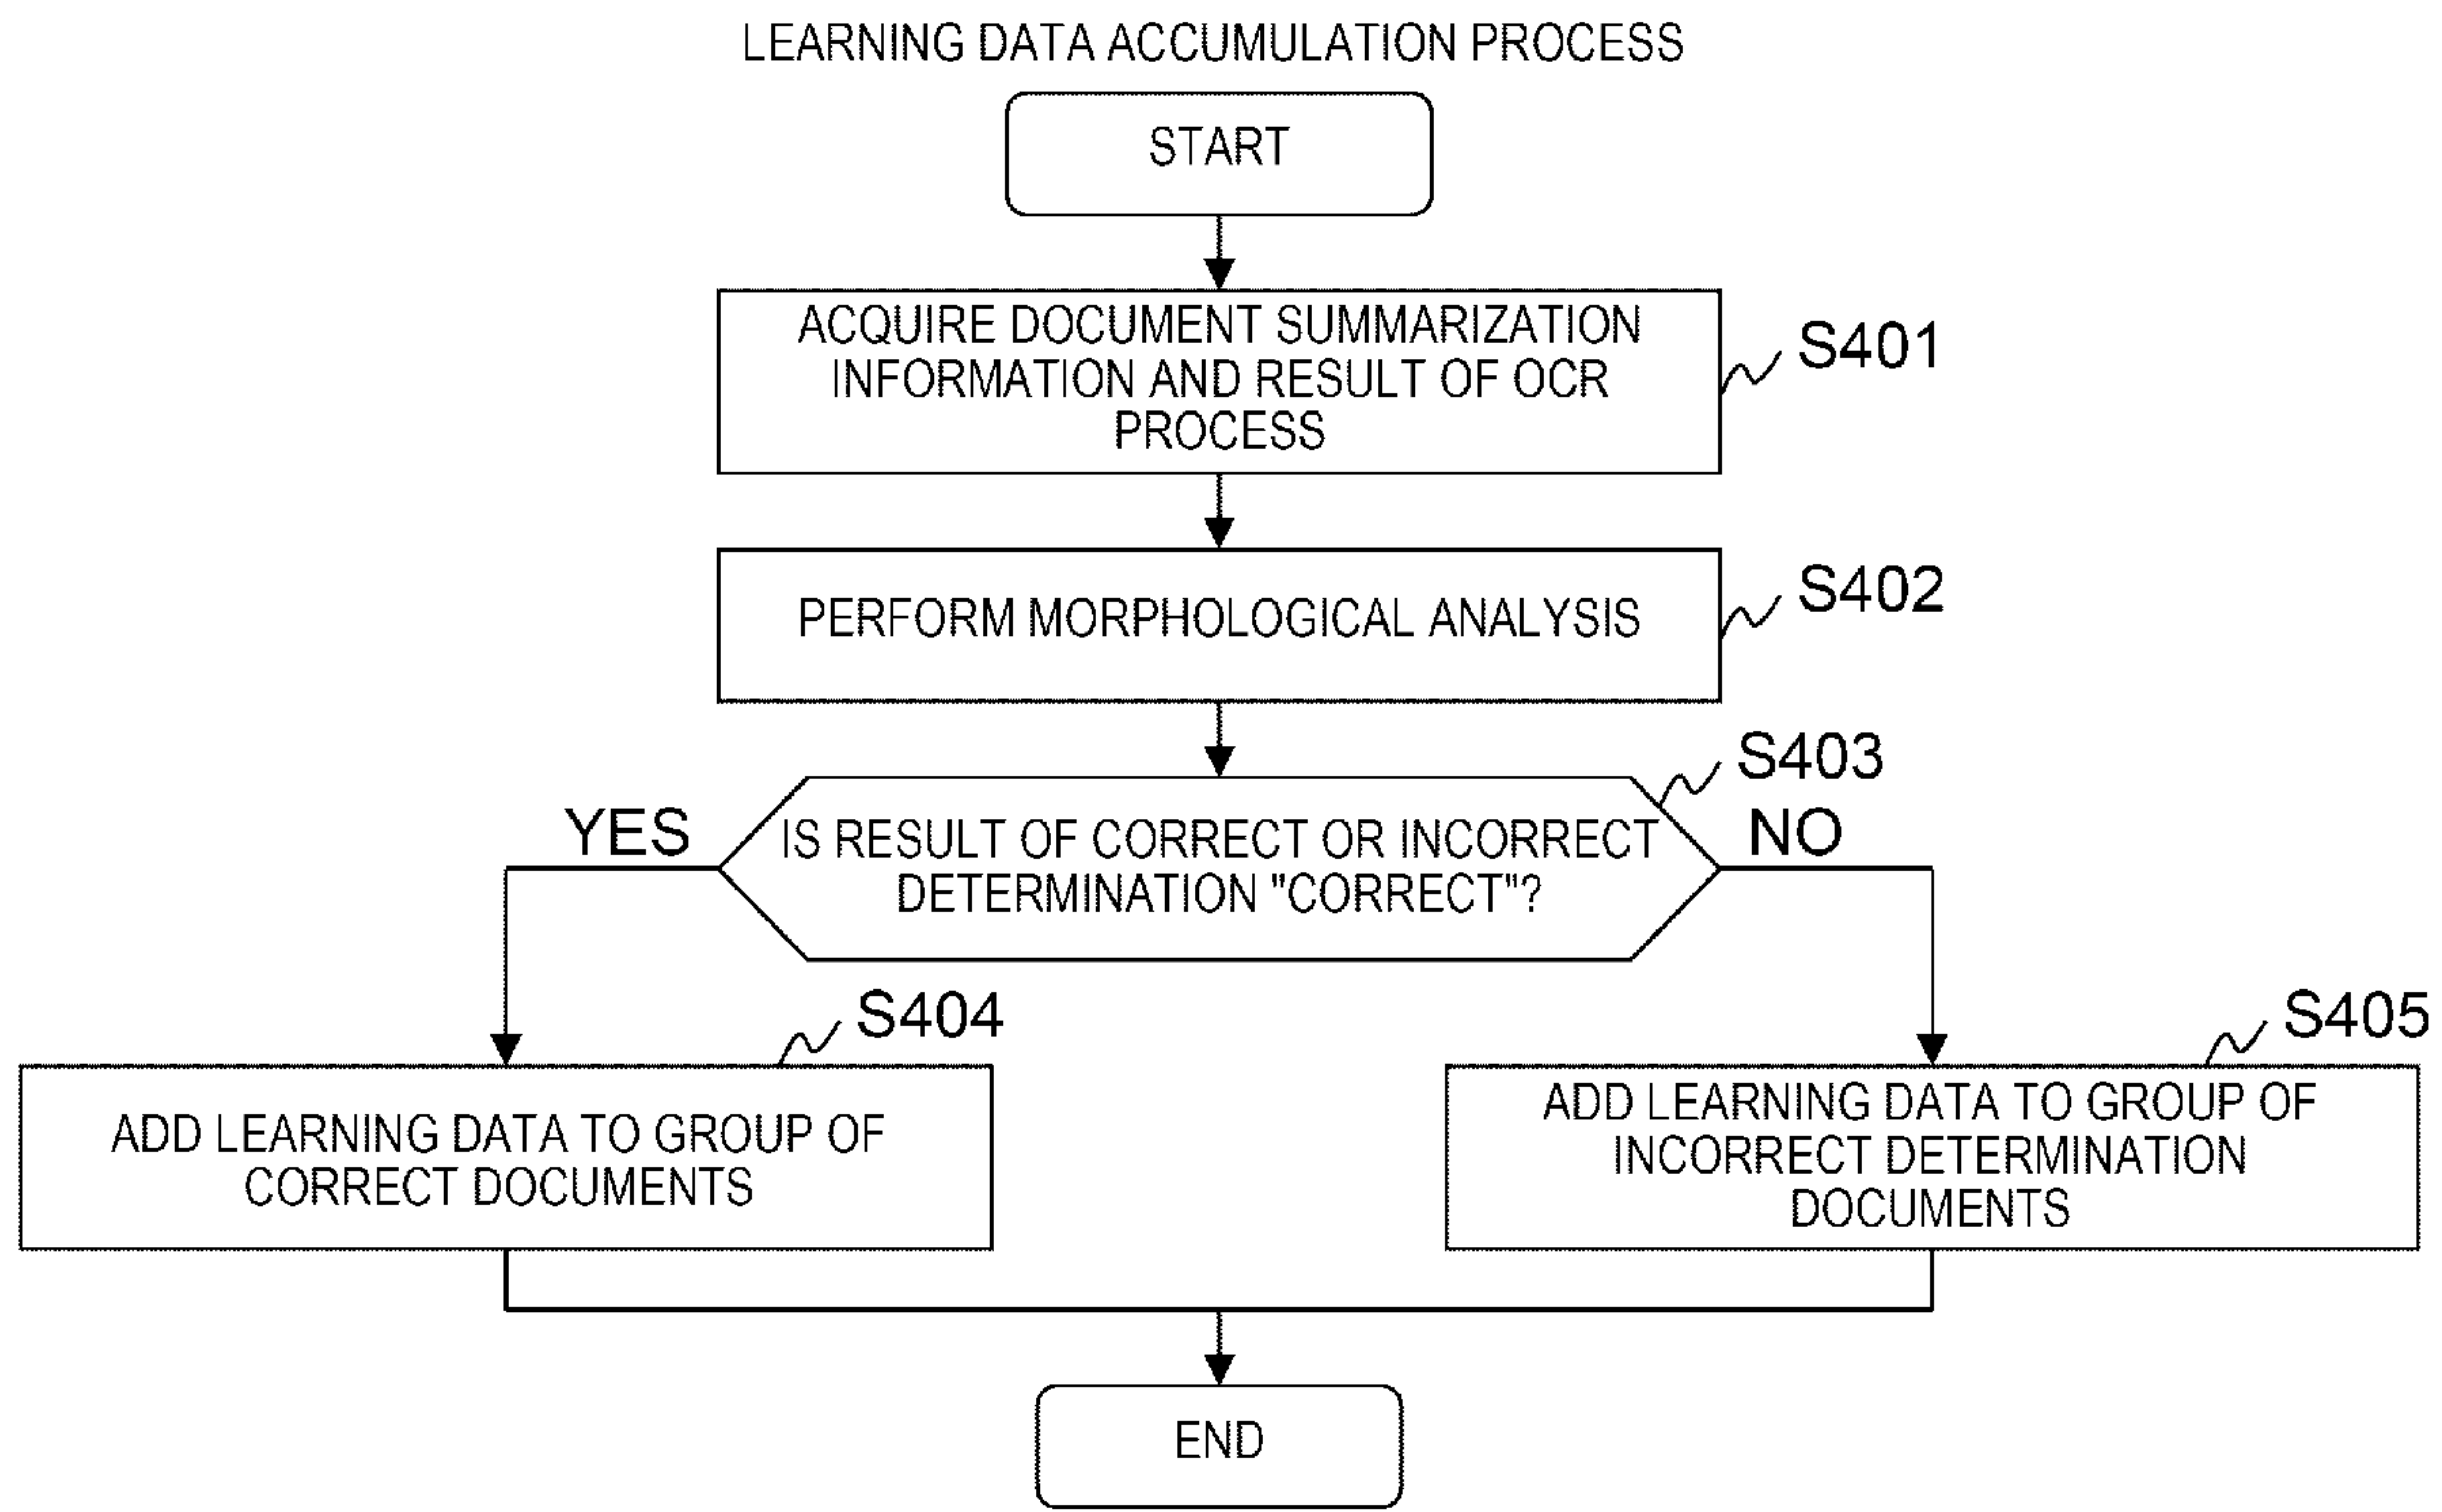 LEARNING DATA ACCUMULATION PROCESS
START
ACQUIRE DOCUMENT SUMMARIZATION
INFORMATION AND RESULT OF OCR
PROCESS
S401
PERFORM MORPHOLOGICAL ANALYSIS
S402
S403
YES
IS RESULT OF CORRECT OR INCORRECT
DETERMINATION "CORRECT"?
NO
S404
ADD LEARNING DATA TO GROUP OF
CORRECT DOCUMENTS
S405
ADD LEARNING DATA TO GROUP OF
INCORRECT DETERMINATION
DOCUMENTS
END